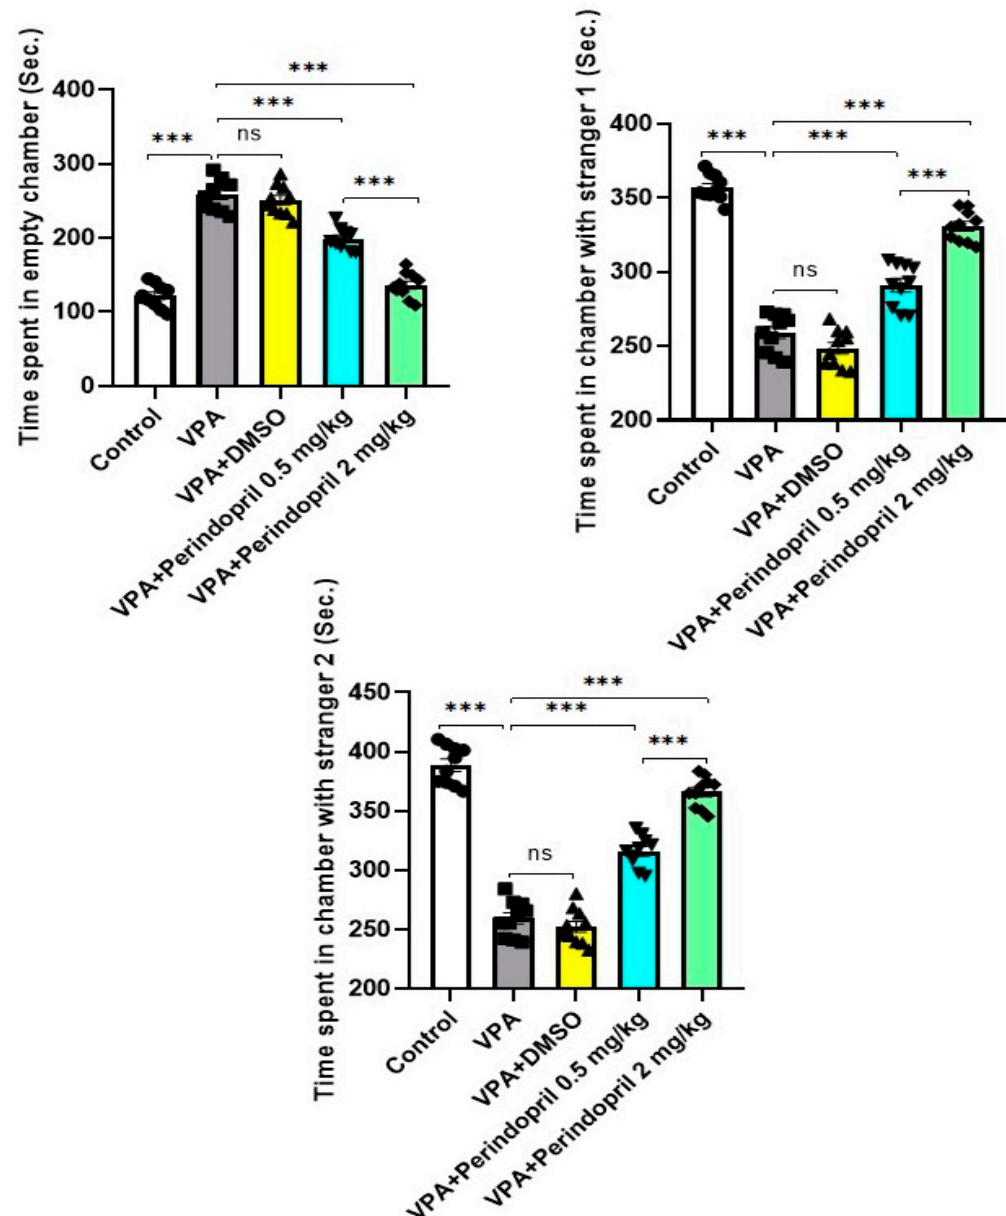 Time spent in empty chamber (Sec.)
400
300
200
100
0
***
***
***
ns
***
Control
VPA
VPA+DMSO
VPA+Perindopril 0.5 mg/kg
VPA+Perindopril 2 mg/kg
Time spent in chamber with stranger 1 (Sec.)
400
350
300
250
200
***
***
***
***
ns
Control
VPA
VPA+DMSO
VPA+Perindopril 0.5 mg/kg
VPA+Perindopril 2 mg/kg
Time spent in chamber with stranger 2 (Sec.)
450
400
350
300
250
200
***
***
***
***
ns
Control
VPA
VPA+DMSO
VPA+Perindopril 0.5 mg/kg
VPA+Perindopril 2 mg/kg